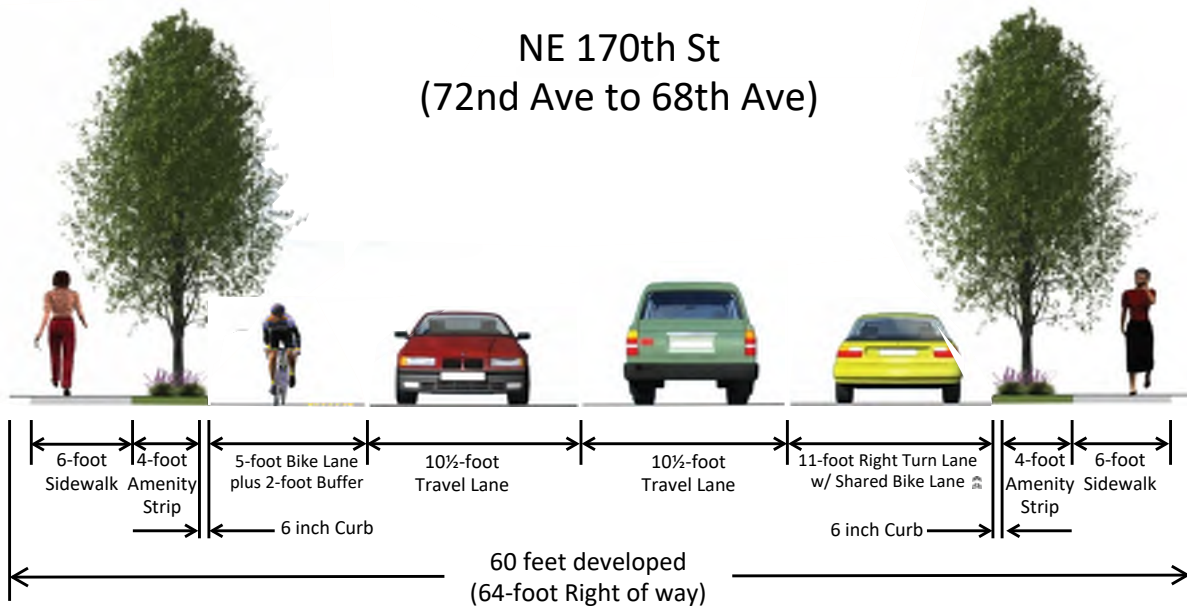 NE 170th St
(72nd Ave to 68th Ave)
6-foot
Sidewalk
4-foot
Amenity
Strip
5-foot Bike Lane
plus 2-foot Buffer
10½-foot
Travel Lane
10½-foot
Travel Lane
11-foot Right Turn Lane
w/ Shared Bike Lane
4-foot
Amenity
Strip
6-foot
Sidewalk
6 inch Curb
6 inch Curb
60 feet developed
(64-foot Right of way)